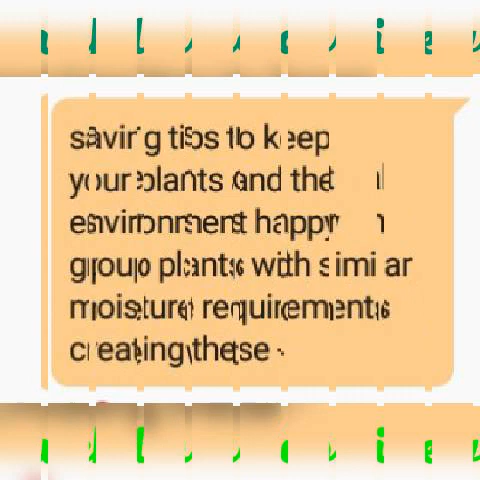 saving tips to keep
your plants and the
environment happy
group plants with similar
moisture requirements
creating these